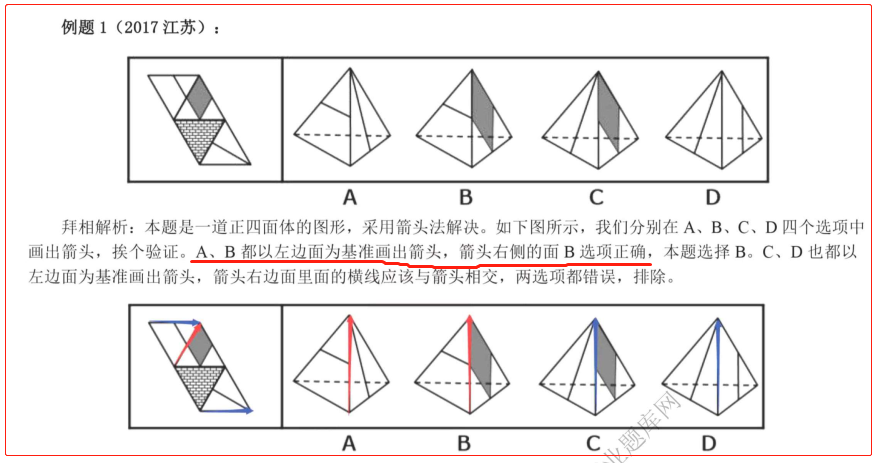 例题 1（2017 江苏）：
A B C D
拜相解析：本题是一道正四面体的图形，采用箭头法解决。如下图所示，我们分别在 A、B、C、D 四个选项中
画出箭头，挨个验证。A、B 都以左边面为基准画出箭头，箭头右侧的面 B 选项正确，本题选择 B。C、D 也都以
左边面为基准画出箭头，箭头右边面里面的横线应该与箭头相交，两选项都错误，排除。
A B C D
业题库网